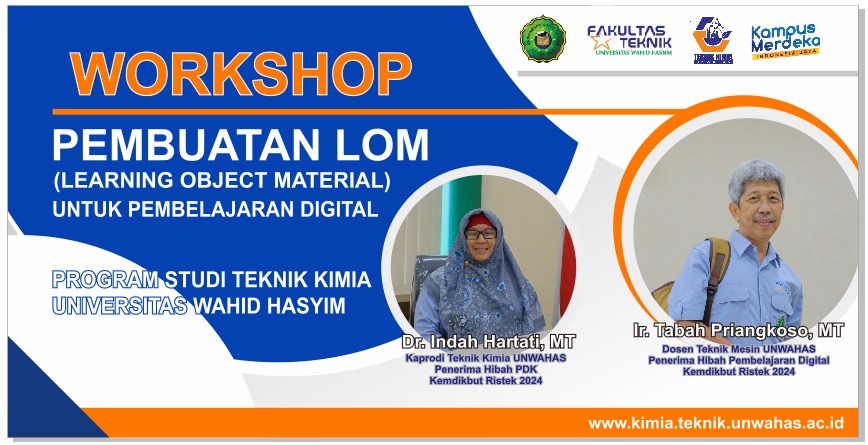 WORKSHOP
FAKULTAS
TEKNIK
UNIVERSITAS WAHID HASYIM
TEKNIK KIMIA
Kampus
Merdeka
INDONESIA JAYA
PEMBUATAN LOM
(LEARNING OBJECT MATERIAL)
UNTUK PEMBELAJARAN DIGITAL
PROGRAM STUDI TEKNIK KIMIA
UNIVERSITAS WAHID HASYIM
Dr. Indah Hartati, MT
Kaprodi Teknik Kimia UNWAHAS
Penerima Hibah PDK
Kemdikbut Ristek 2024
Ir. Tabah Priangkoso, MT
Dosen Teknik Mesin UNWAHAS
Penerima Hibah Pembelajaran Digital
Kemdikbut Ristek 2024
www.kimia.teknik.unwahas.ac.id